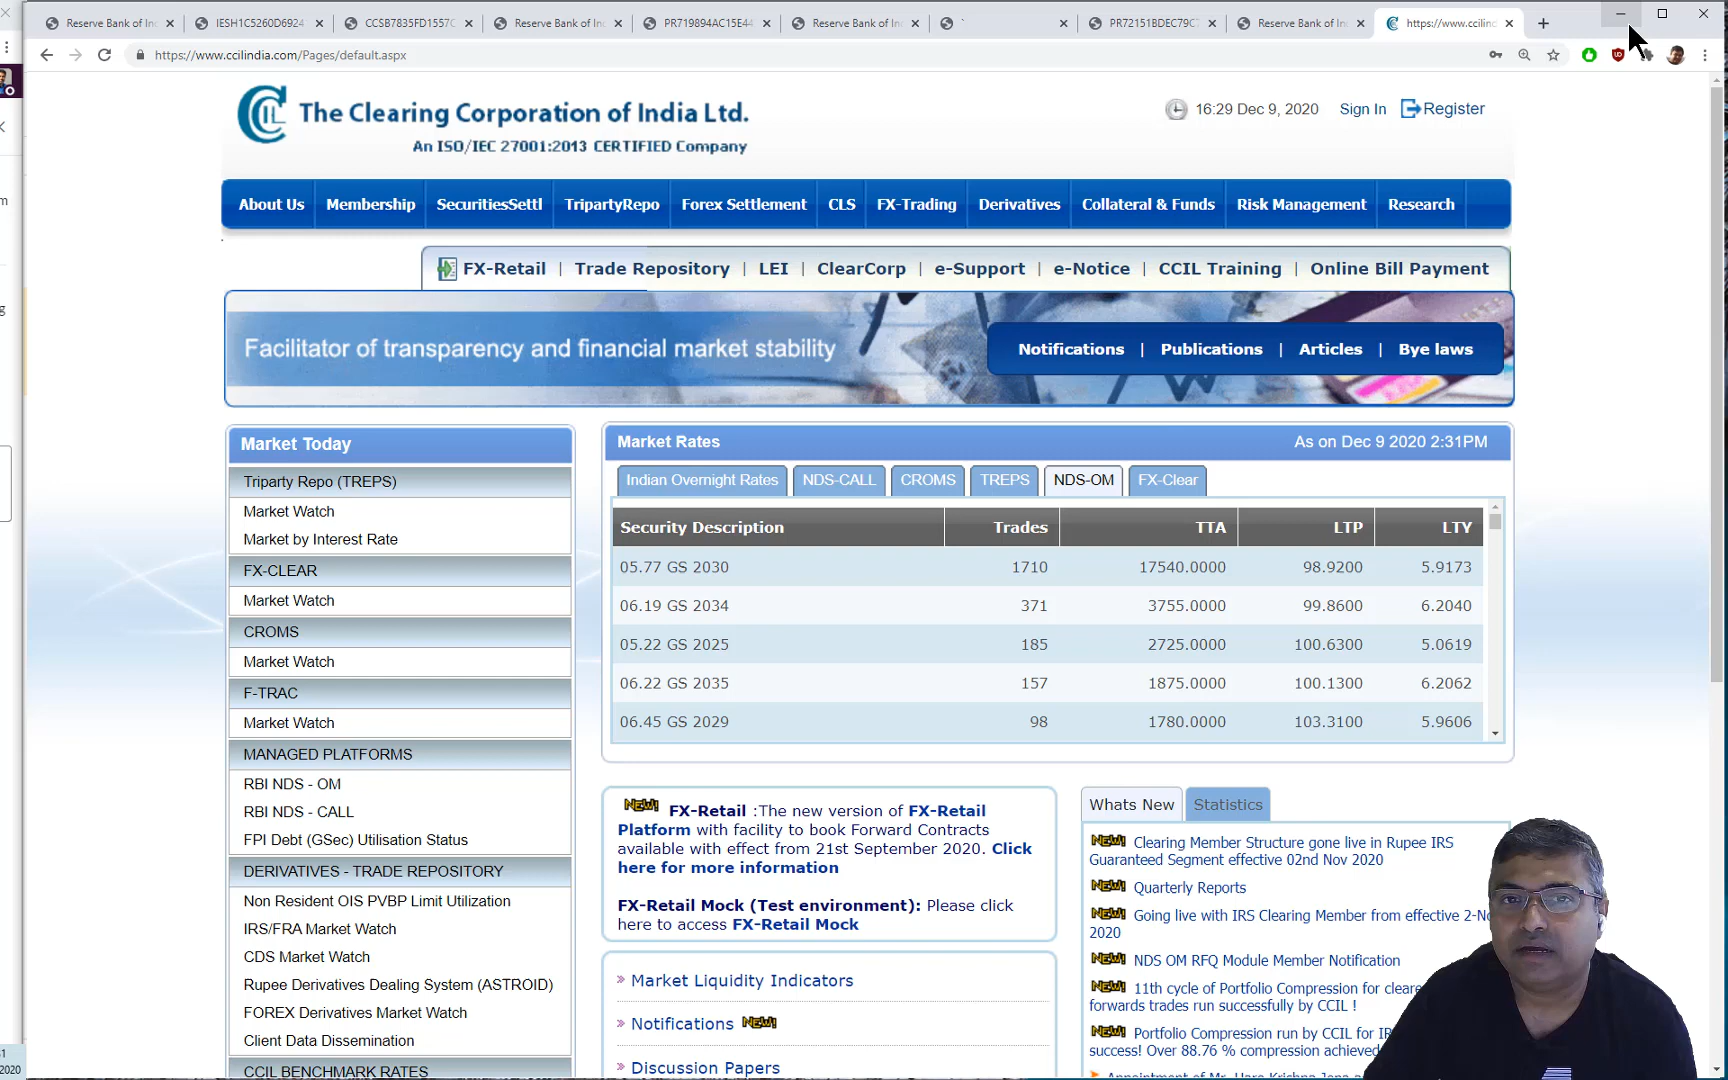 Reserve Bank of In
IESH1C5260D6924
CCSB7835FD1557C
Reserve Bank of In
PR719894AC15E44
Reserve Bank of In
PR72151BDEC79C
Reserve Bank of In
https://www.ccilind
https://www.ccilindia.com/Pages/default.aspx
The Clearing Corporation of India Ltd.
An ISO/IEC 27001:2013 CERTIFIED Company
16:29 Dec 9, 2020 Sign In Register
About Us Membership SecuritiesSettl TripartyRepo Forex Settlement CLS FX-Trading Derivatives Collateral & Funds Risk Management Research
FX-Retail | Trade Repository | LEI | ClearCorp | e-Support | e-Notice | CCIL Training | Online Bill Payment
Facilitator of transparency and financial market stability
Notifications | Publications | Articles | Bye laws
Market Today
Triparty Repo (TREPS)
Market Watch
Market by Interest Rate
FX-CLEAR
Market Watch
CROMS
Market Watch
F-TRAC
Market Watch
MANAGED PLATFORMS
RBI NDS - OM
RBI NDS - CALL
FPI Debt (GSec) Utilisation Status
DERIVATIVES - TRADE REPOSITORY
Non Resident OIS PVBP Limit Utilization
IRS/FRA Market Watch
CDS Market Watch
Rupee Derivatives Dealing System (ASTROID)
FOREX Derivatives Market Watch
Client Data Dissemination
CCIL BENCHMARK RATES
Market Rates As on Dec 9 2020 2:31PM
Indian Overnight Rates NDS-CALL CROMS TREPS NDS-OM FX-Clear
Security Description Trades TTA LTP LTY
05.77 GS 2030 1710 17540.0000 98.9200 5.9173
06.19 GS 2034 371 3755.0000 99.8600 6.2040
05.22 GS 2025 185 2725.0000 100.6300 5.0619
06.22 GS 2035 157 1875.0000 100.1300 6.2062
06.45 GS 2029 98 1780.0000 103.3100 5.9606
NEW! FX-Retail :The new version of FX-Retail
Platform with facility to book Forward Contracts
available with effect from 21st September 2020. Click
here for more information
FX-Retail Mock (Test environment): Please click
here to access FX-Retail Mock
» Market Liquidity Indicators
» Notifications NEW!
» Discussion Papers
Whats New Statistics
NEW! Clearing Member Structure gone live in Rupee IRS
Guaranteed Segment effective 02nd Nov 2020
NEW! Quarterly Reports
NEW! Going live with IRS Clearing Member from effective 2-No
2020
NEW! NDS OM RFQ Module Member Notification
NEW! 11th cycle of Portfolio Compression for cleare
forwards trades run successfully by CCIL !
NEW! Portfolio Compression run by CCIL for IR
success! Over 88.76 % compression achieved
2020